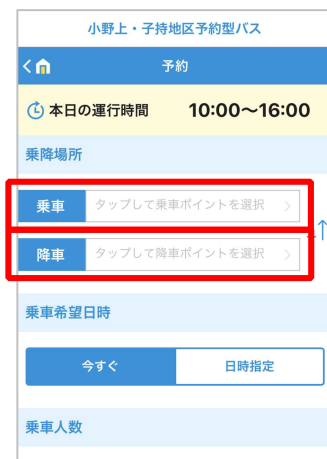 小野上・子持地区予約型バス
予約
本日の運行時間 10:00〜16:00
乗降場所
乗車 タップして乗車ポイントを選択
降車 タップして降車ポイントを選択
乗車希望日時
今すぐ 日時指定
乗車人数